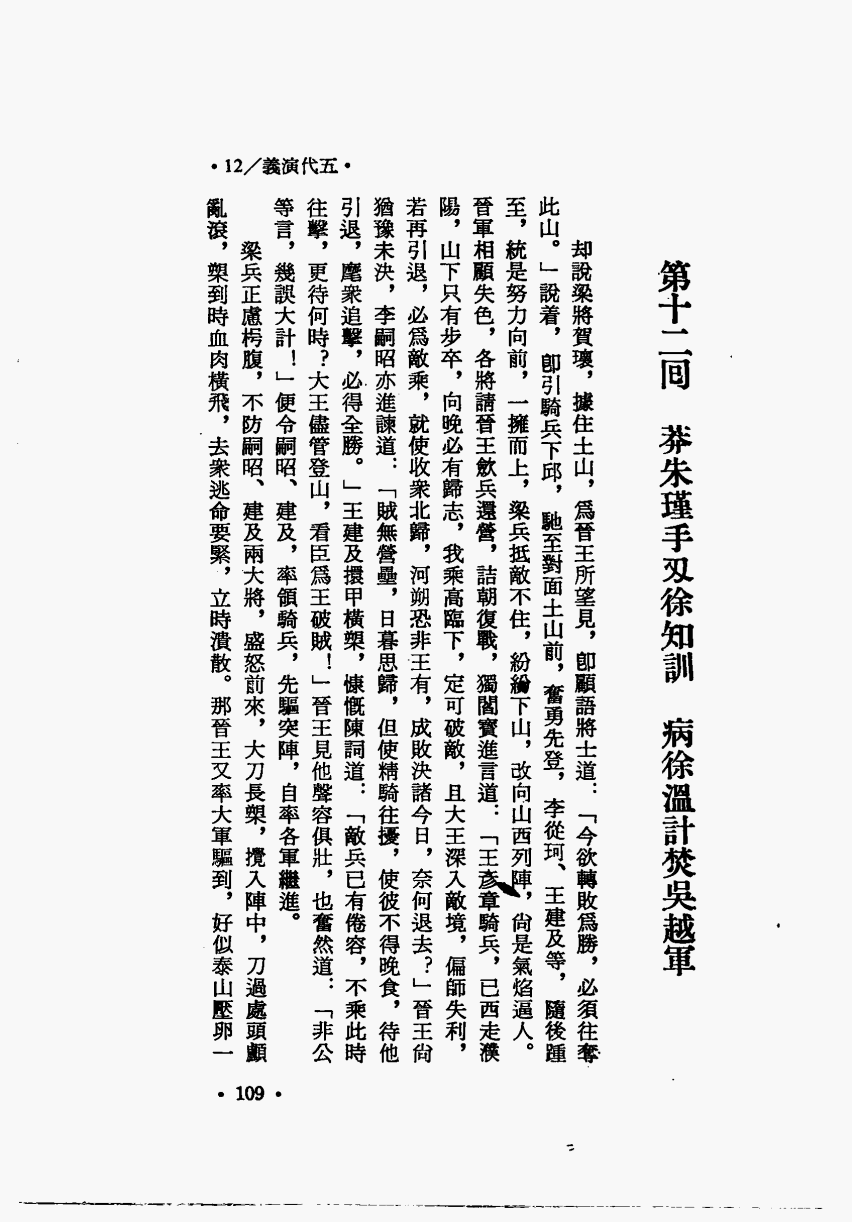 •12／義演代五•
第十二回　莽朱瑾手刃徐知訓　病徐溫計焚吳越軍
却說梁將賀瓌，據住土山，爲晉王所望見，卽顧語將士道：「今欲轉敗爲勝，必須往奪
此山。」說着，卽引騎兵下邱，馳至對面土山前，奮勇先登，李從珂、王建及等，隨後踵
至，統是努力向前，一擁而上，梁兵抵敵不住，紛紛下山，改向山西列陣，尙是氣焰逼人。
晉軍相顧失色，各將請晉王斂兵還營，詰朝復戰，獨閻寶進言道：「王彥章騎兵，已西走濮
陽，山下只有步卒，向晚必有歸志，我乘高臨下，定可破敵，且大王深入敵境，偏師失利，
若再引退，必爲敵乘，就使收衆北歸，河朔恐非王有，成敗決諸今日，奈何退去？」晉王尙
猶豫未決，李嗣昭亦進諫道：「賊無營壘，日暮思歸，但使精騎往擾，使彼不得晚食，待他
引退，麾衆追擊，必得全勝。」王建及擐甲橫槊，慷慨陳詞道：「敵兵已有倦容，不乘此時
往擊，更待何時？大王儘管登山，看臣爲王破賊！」晉王見他聲容俱壯，也奮然道：「非公
等言，幾誤大計！」便令嗣昭、建及，率領騎兵，先驅突陣，自率各軍繼進。
梁兵正慮枵腹，不防嗣昭、建及兩大將，盛怒前來，大刀長槊，攪入陣中，刀過處頭顱
亂滾，槊到時血肉橫飛，去衆逃命要緊，立時潰散。那晉王又率大軍驅到，好似泰山壓卵一
•109•